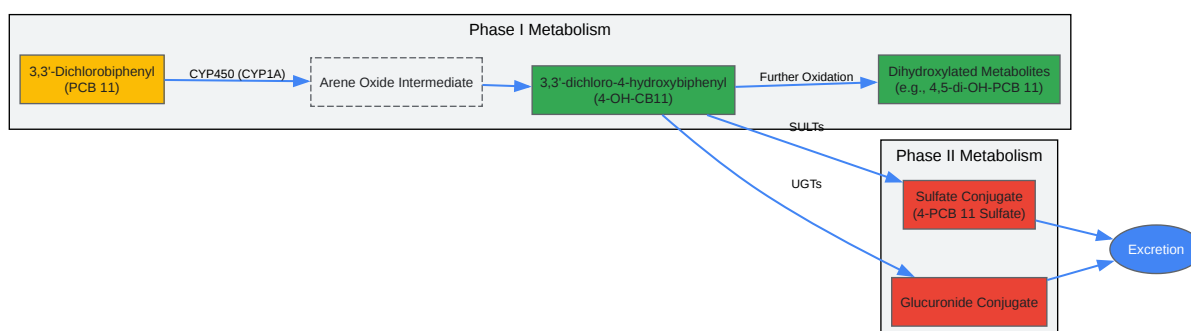 Phase I Metabolism
3,3'-Dichlorobiphenyl
(PCB 11)
CYP450 (CYP1A)
Arene Oxide Intermediate
3,3'-dichloro-4-hydroxybiphenyl
(4-OH-CB11)
Further Oxidation
Dihydroxylated Metabolites
(e.g., 4,5-di-OH-PCB 11)
SULTs
UGTs
Phase II Metabolism
Sulfate Conjugate
(4-PCB 11 Sulfate)
Glucuronide Conjugate
Excretion